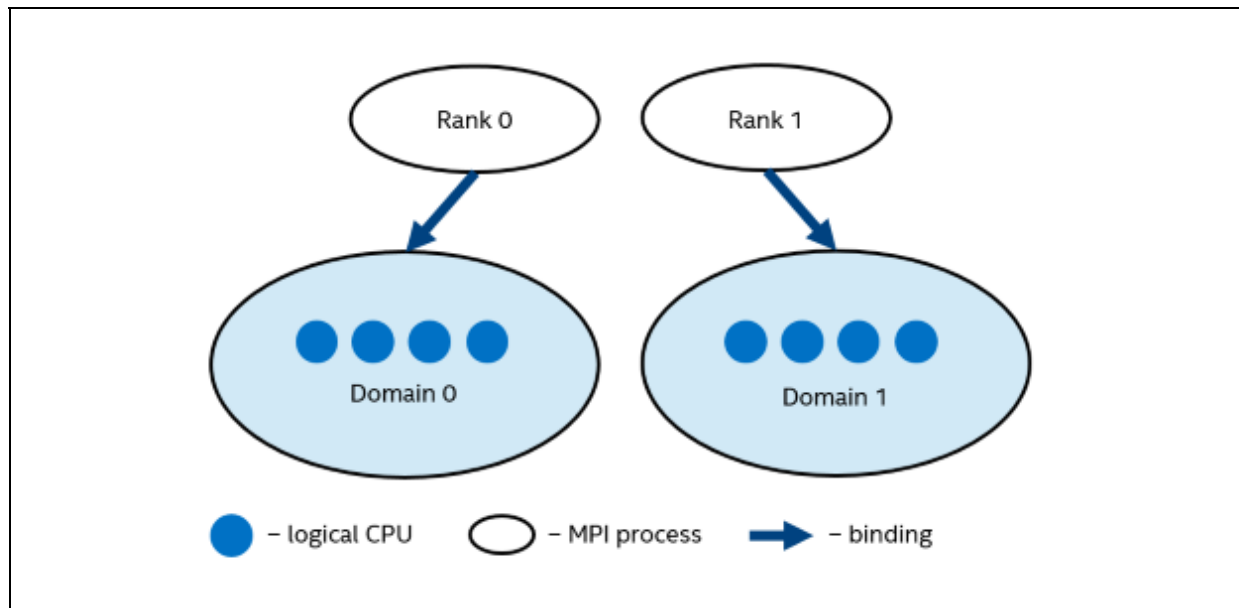 Rank 0
Rank 1
Domain 0
Domain 1
– logical CPU
– MPI process
– binding